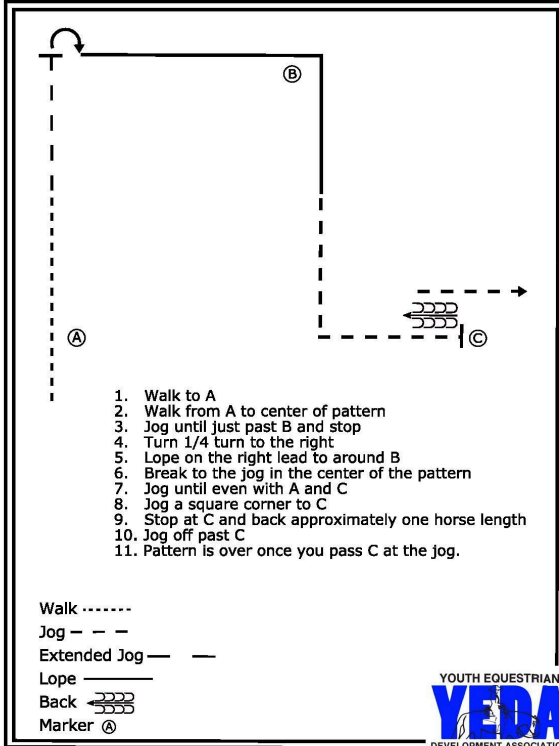 B
A
C
1. Walk to A
2. Walk from A to center of pattern
3. Jog until just past B and stop
4. Turn 1/4 turn to the right
5. Lope on the right lead to around B
6. Break to the jog in the center of the pattern
7. Jog until even with A and C
8. Jog a square corner to C
9. Stop at C and back approximately one horse length
10. Jog off past C
11. Pattern is over once you pass C at the jog.
Walk
Jog
Extended Jog
Lope
Back
Marker A
YOUTH EQUESTRIAN
YEDA
DEVELOPMENT ASSOCIATIO